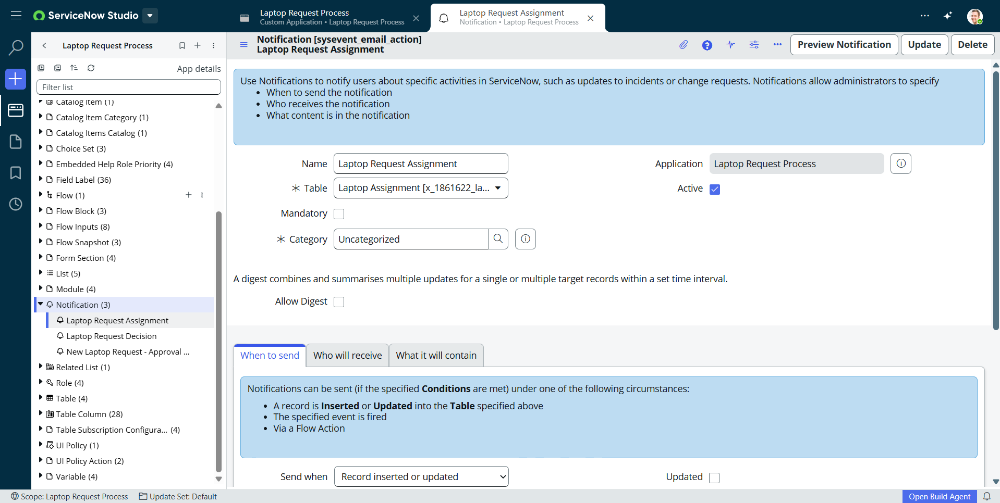 ServiceNow Studio
Laptop Request Process
Custom Application • Laptop Request Process
Laptop Request Assignment
Notification • Laptop Request Process
Laptop Request Process
App details
Filter list
Catalog Item (1)
Catalog Item Category (1)
Catalog Items Catalog (1)
Choice Set (3)
Embedded Help Role Priority (4)
Field Label (36)
Flow (1)
Flow Block (3)
Flow Inputs (8)
Flow Snapshot (3)
Form Section (4)
List (5)
Module (4)
Notification (3)
Laptop Request Assignment
Laptop Request Decision
New Laptop Request - Approval ...
Related List (1)
Role (4)
Table (4)
Table Column (28)
Table Subscription Configura... (4)
UI Policy (1)
UI Policy Action (2)
Variable (4)
Notification [sysevent_email_action]
Laptop Request Assignment
Preview Notification
Update
Delete
Use Notifications to notify users about specific activities in ServiceNow, such as updates to incidents or change requests. Notifications allow administrators to specify
• When to send the notification
• Who receives the notification
• What content is in the notification
Name Laptop Request Assignment
Application Laptop Request Process
Table Laptop Assignment [x_1861622_la...
Active
Mandatory
Category Uncategorized
A digest combines and summarises multiple updates for a single or multiple target records within a set time interval.
Allow Digest
When to send
Who will receive
What it will contain
Notifications can be sent (if the specified Conditions are met) under one of the following circumstances:
• A record is Inserted or Updated into the Table specified above
• The specified event is fired
• Via a Flow Action
Send when Record inserted or updated
Updated
Scope: Laptop Request Process
Update Set: Default
Open Build Agent